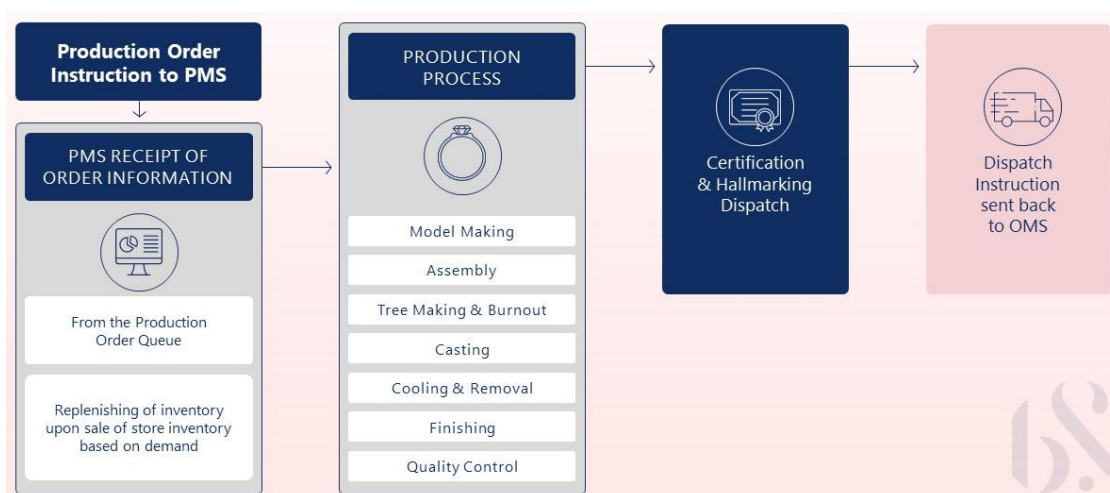 Production Order
Instruction to PMS
PMS RECEIPT OF
ORDER INFORMATION
From the Production
Order Queue
Replenishing of inventory
upon sale of store inventory
based on demand
PRODUCTION
PROCESS
Model Making
Assembly
Tree Making & Burnout
Casting
Cooling & Removal
Finishing
Quality Control
Certification
& Hallmarking
Dispatch
Dispatch
Instruction
sent back
to OMS